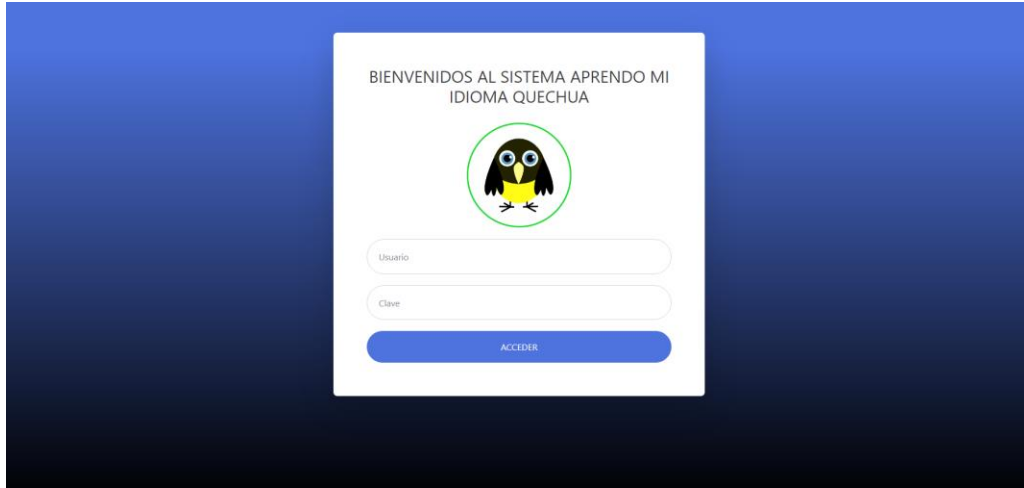 BIENVENIDOS AL SISTEMA APRENDO MI
IDIOMA QUECHUA
Usuario
Clave
ACCEDER